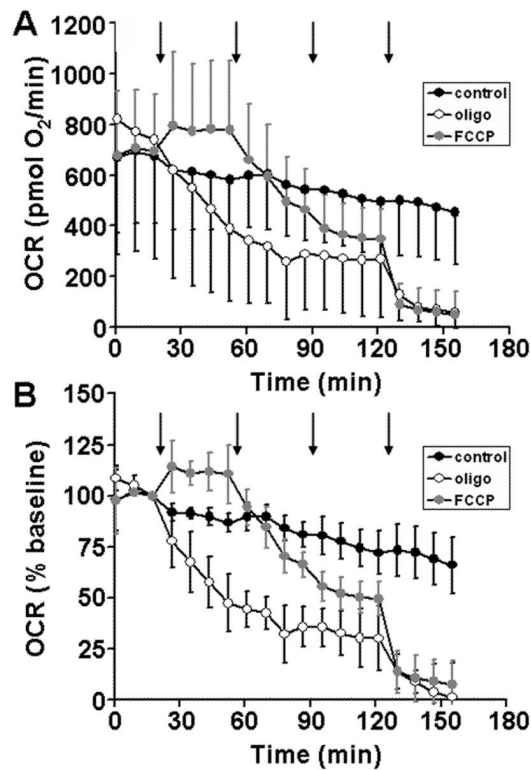 A
1200
1000
800
600
400
200
0
OCR (pmol O2/min)
control
oligo
FCCP
0 30 60 90 120 150 180
Time (min)
B
150
125
100
75
50
25
0
OCR (% baseline)
control
oligo
FCCP
0 30 60 90 120 150 180
Time (min)